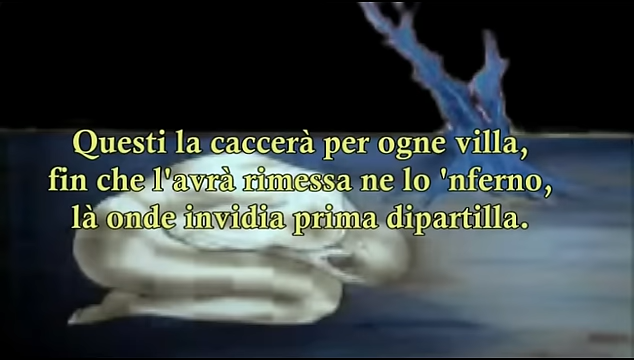 Questi la caccerà per ogne villa,
fin che l'avrà rimessa ne lo 'nferno,
là onde invidia prima dipartilla.